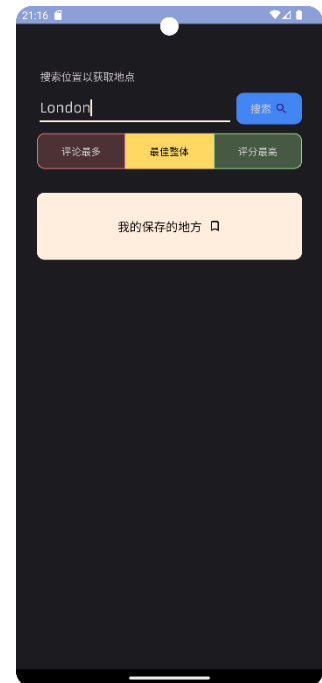 21:16
搜索位置以获取地点
London
搜索
评论最多 最佳整体 评分最高
我的保存的地方